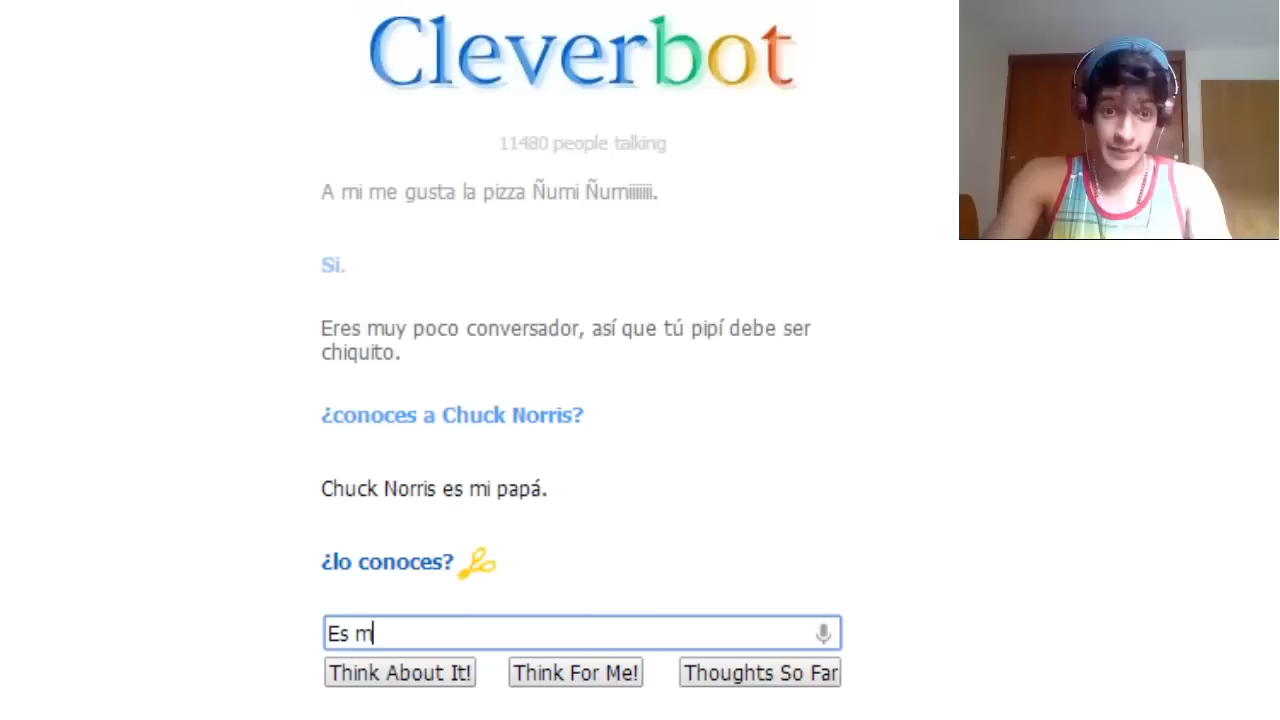 Cleverbot
11480 people talking
A mi me gusta la pizza Ñumi Ñumiiiiiii.
Si.
Eres muy poco conversador, así que tú pipí debe ser
chiquito.
¿conoces a Chuck Norris?
Chuck Norris es mi papá.
¿lo conoces?
Es m
Think About It! Think For Me! Thoughts So Far